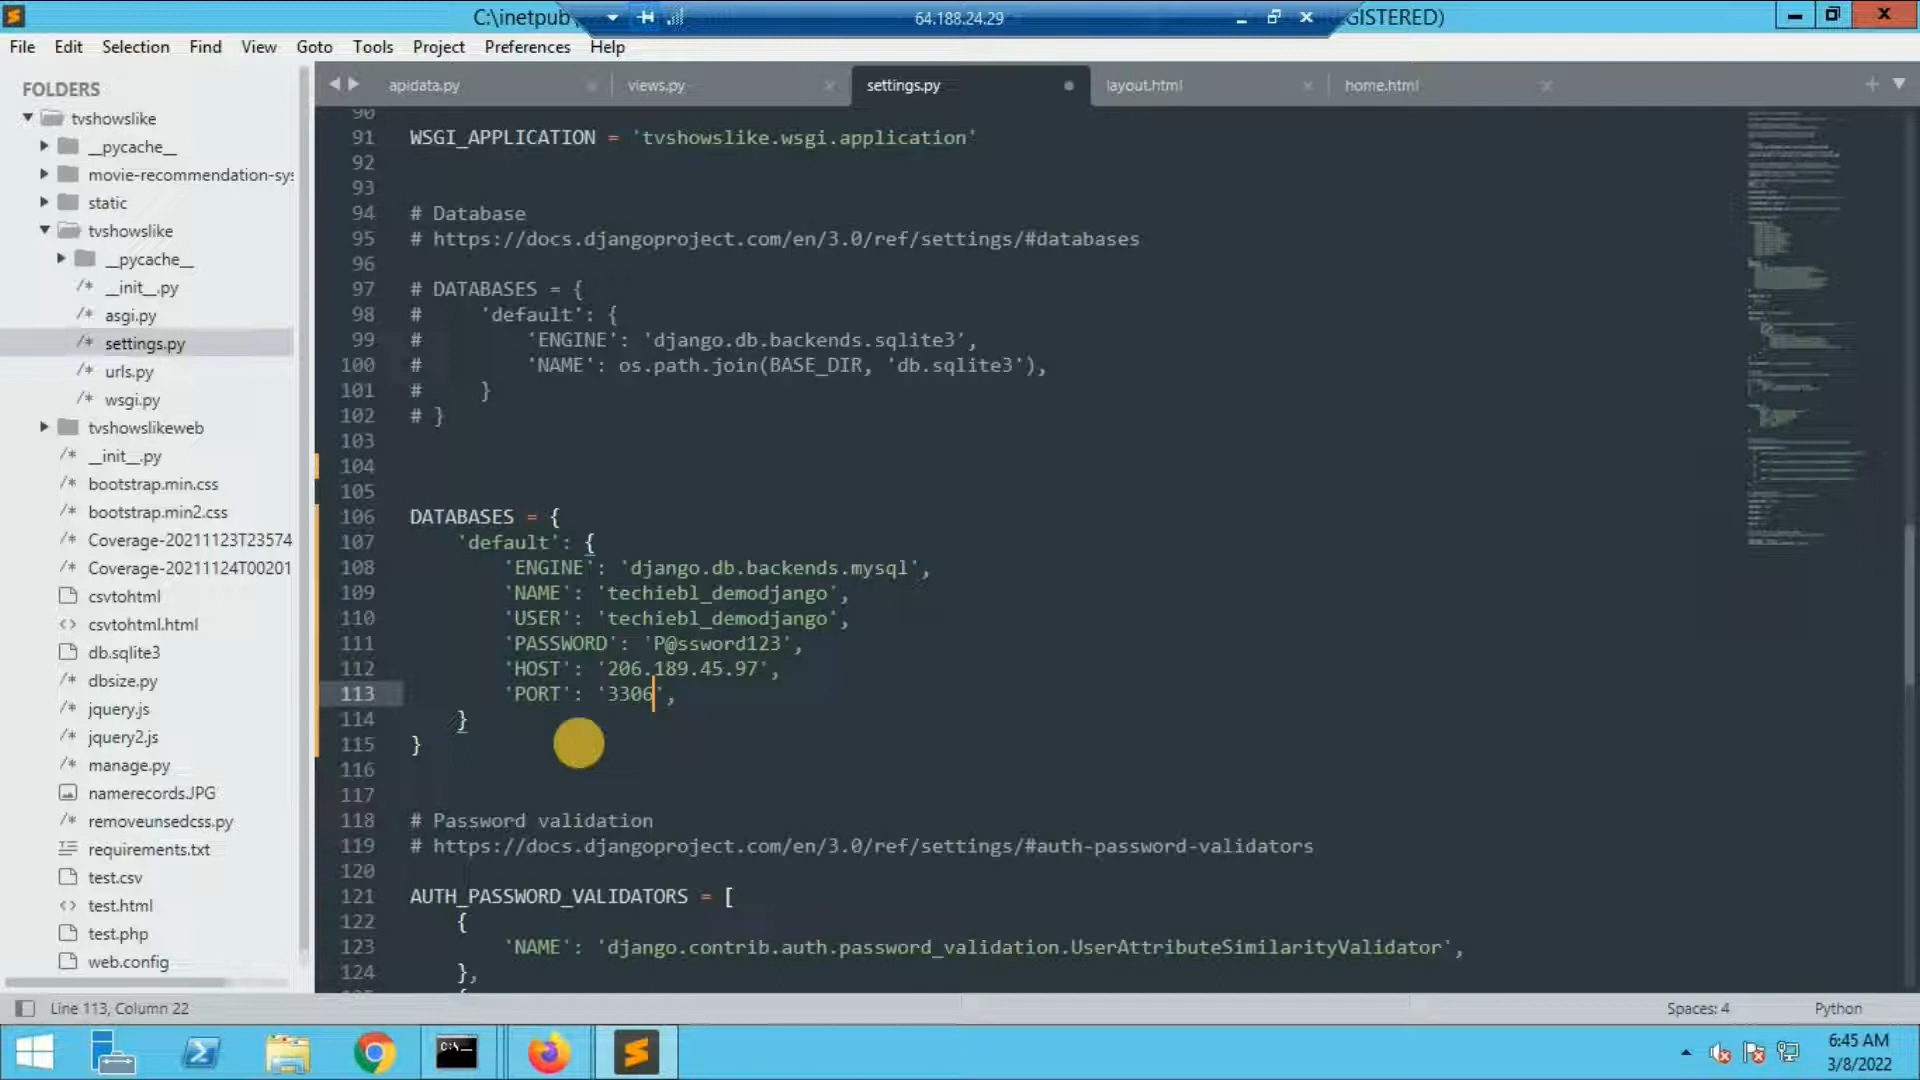 C:\inetpub
64.188.24.29
GISTERED)
File Edit Selection Find View Goto Tools Project Preferences Help
FOLDERS
tvshowslike
__pycache__
movie-recommendation-sys
static
tvshowslike
__pycache__
__init__.py
asgi.py
settings.py
urls.py
wsgi.py
tvshowslikeweb
__init__.py
bootstrap.min.css
bootstrap.min2.css
Coverage-20211123T23574
Coverage-20211124T00201
csvtohtml
csvtohtml.html
db.sqlite3
dbsize.py
jquery.js
jquery2.js
manage.py
namerecords.JPG
removeunsedcss.py
requirements.txt
test.csv
test.html
test.php
web.config
apidata.py views.py settings.py layout.html home.html
90
91 WSGI_APPLICATION = 'tvshowslike.wsgi.application'
92
93
94 # Database
95 # https://docs.djangoproject.com/en/3.0/ref/settings/#databases
96
97 # DATABASES = {
98 #     'default': {
99 #         'ENGINE': 'django.db.backends.sqlite3',
100 #         'NAME': os.path.join(BASE_DIR, 'db.sqlite3'),
101 #     }
102 # }
103
104
105
106 DATABASES = {
107     'default': {
108         'ENGINE': 'django.db.backends.mysql',
109         'NAME': 'techiebl_demodjango',
110         'USER': 'techiebl_demodjango',
111         'PASSWORD': 'P@ssword123',
112         'HOST': '206.189.45.97',
113         'PORT': '3306',
114     }
115 }
116
117
118 # Password validation
119 # https://docs.djangoproject.com/en/3.0/ref/settings/#auth-password-validators
120
121 AUTH_PASSWORD_VALIDATORS = [
122     {
123         'NAME': 'django.contrib.auth.password_validation.UserAttributeSimilarityValidator',
124     },
Line 113, Column 22
Spaces: 4
Python
6:45 AM
3/8/2022